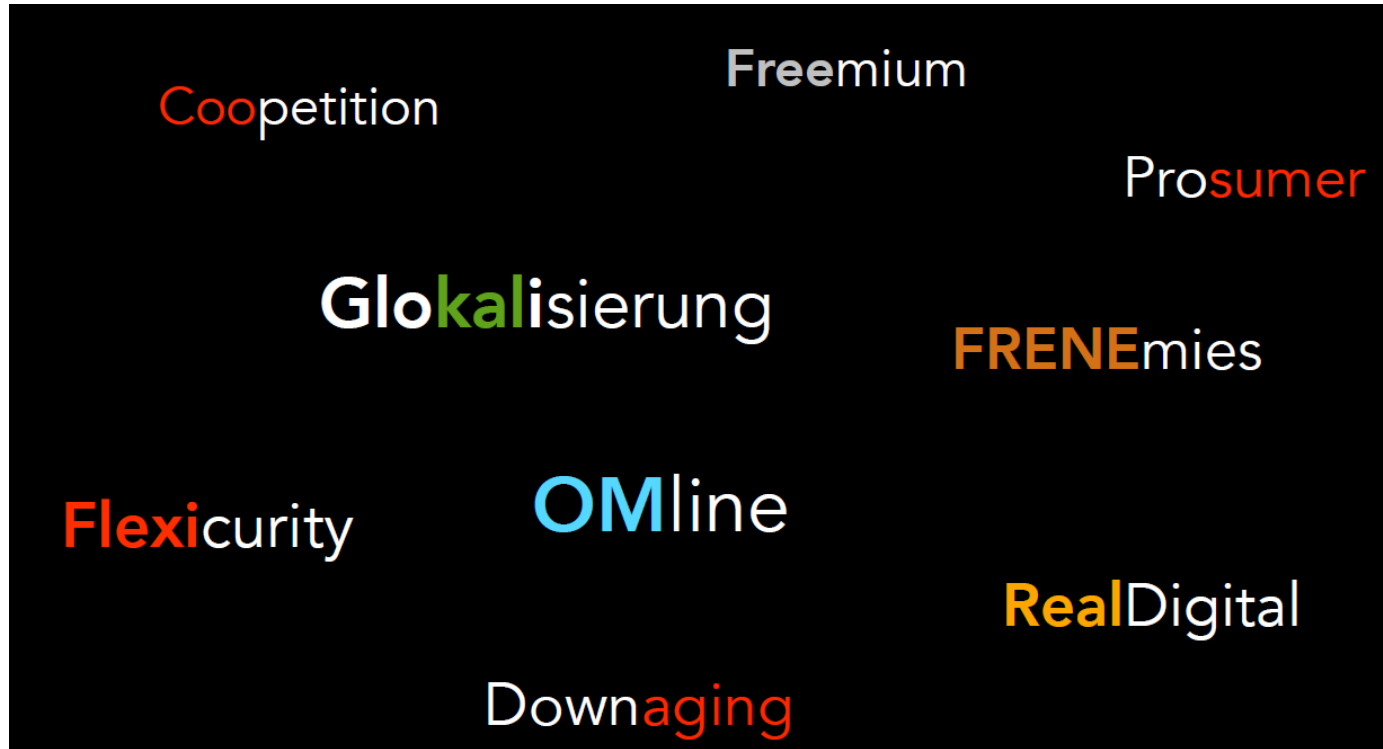 Freemium
Coopetition
Prosumer
Glokalisierung
FRENEmies
OMline
Flexicurity
RealDigital
Downaging